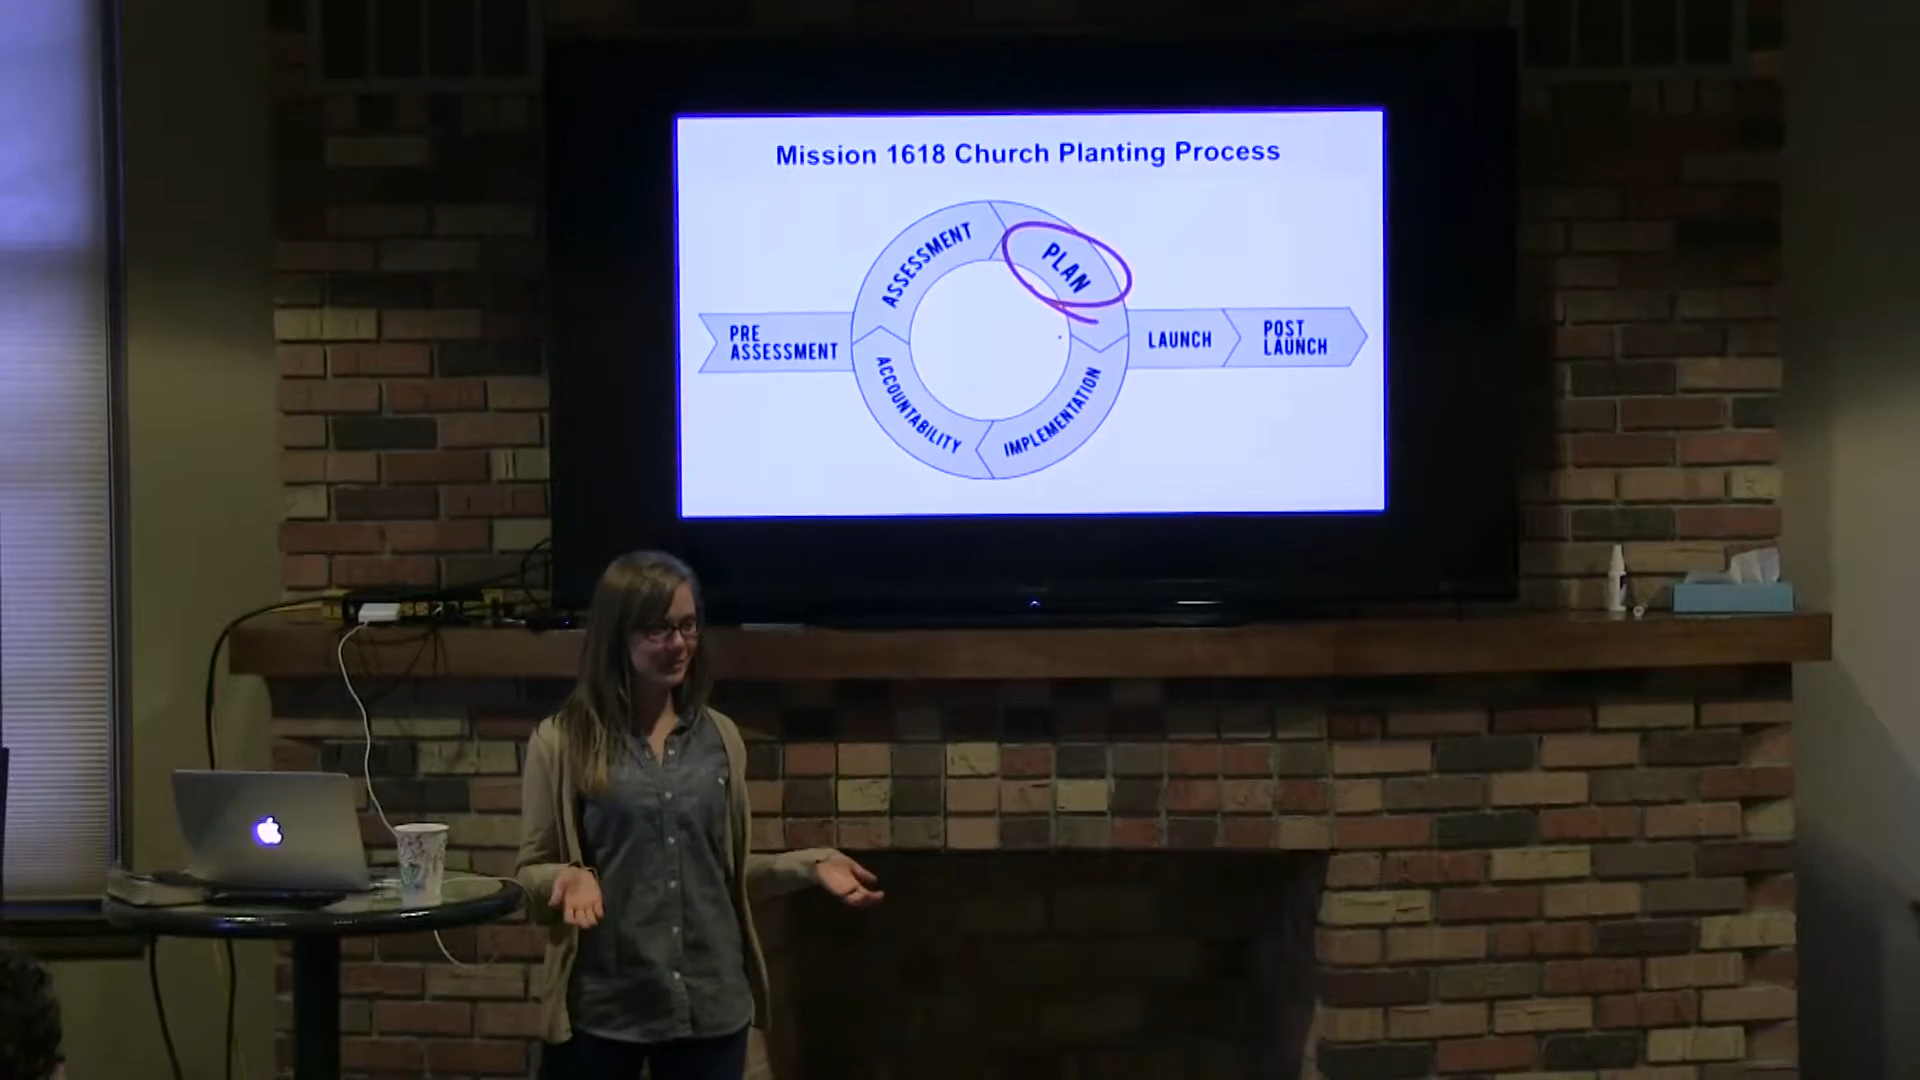 Mission 1618 Church Planting Process
ASSESSMENT
PLAN
PRE
ASSESSMENT
LAUNCH
POST
LAUNCH
ACCOUNTABILITY
IMPLEMENTATION